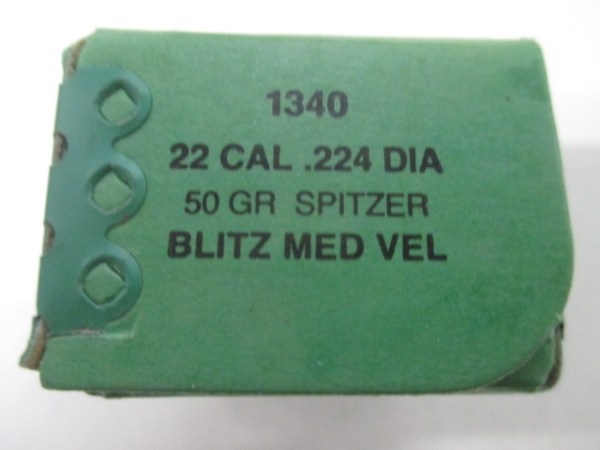 1340
22 CAL .224 DIA
50 GR SPITZER
BLITZ MED VEL